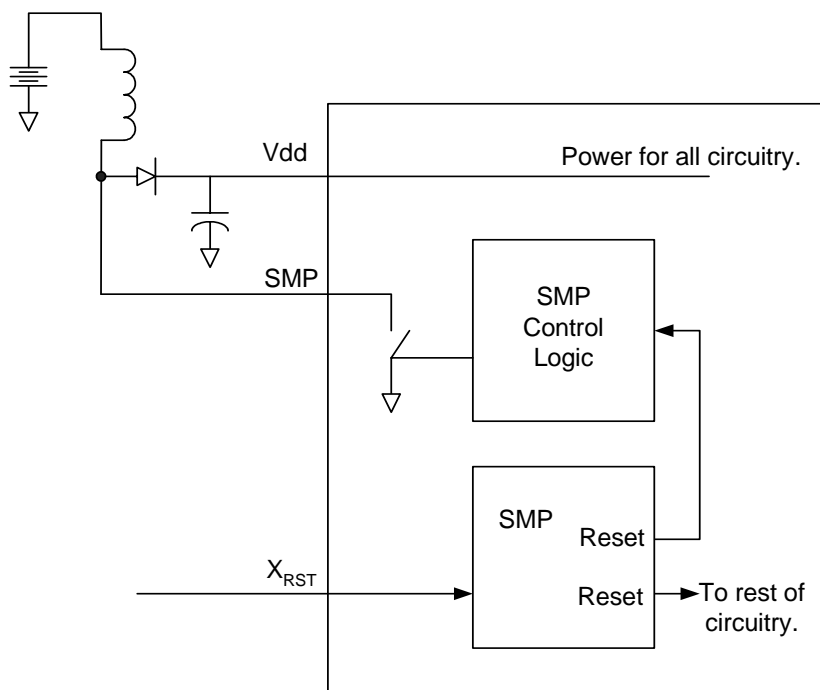 Vdd
Power for all circuitry.
SMP
SMP
Control
Logic
SMP
Reset
X_RST
Reset
To rest of
circuitry.